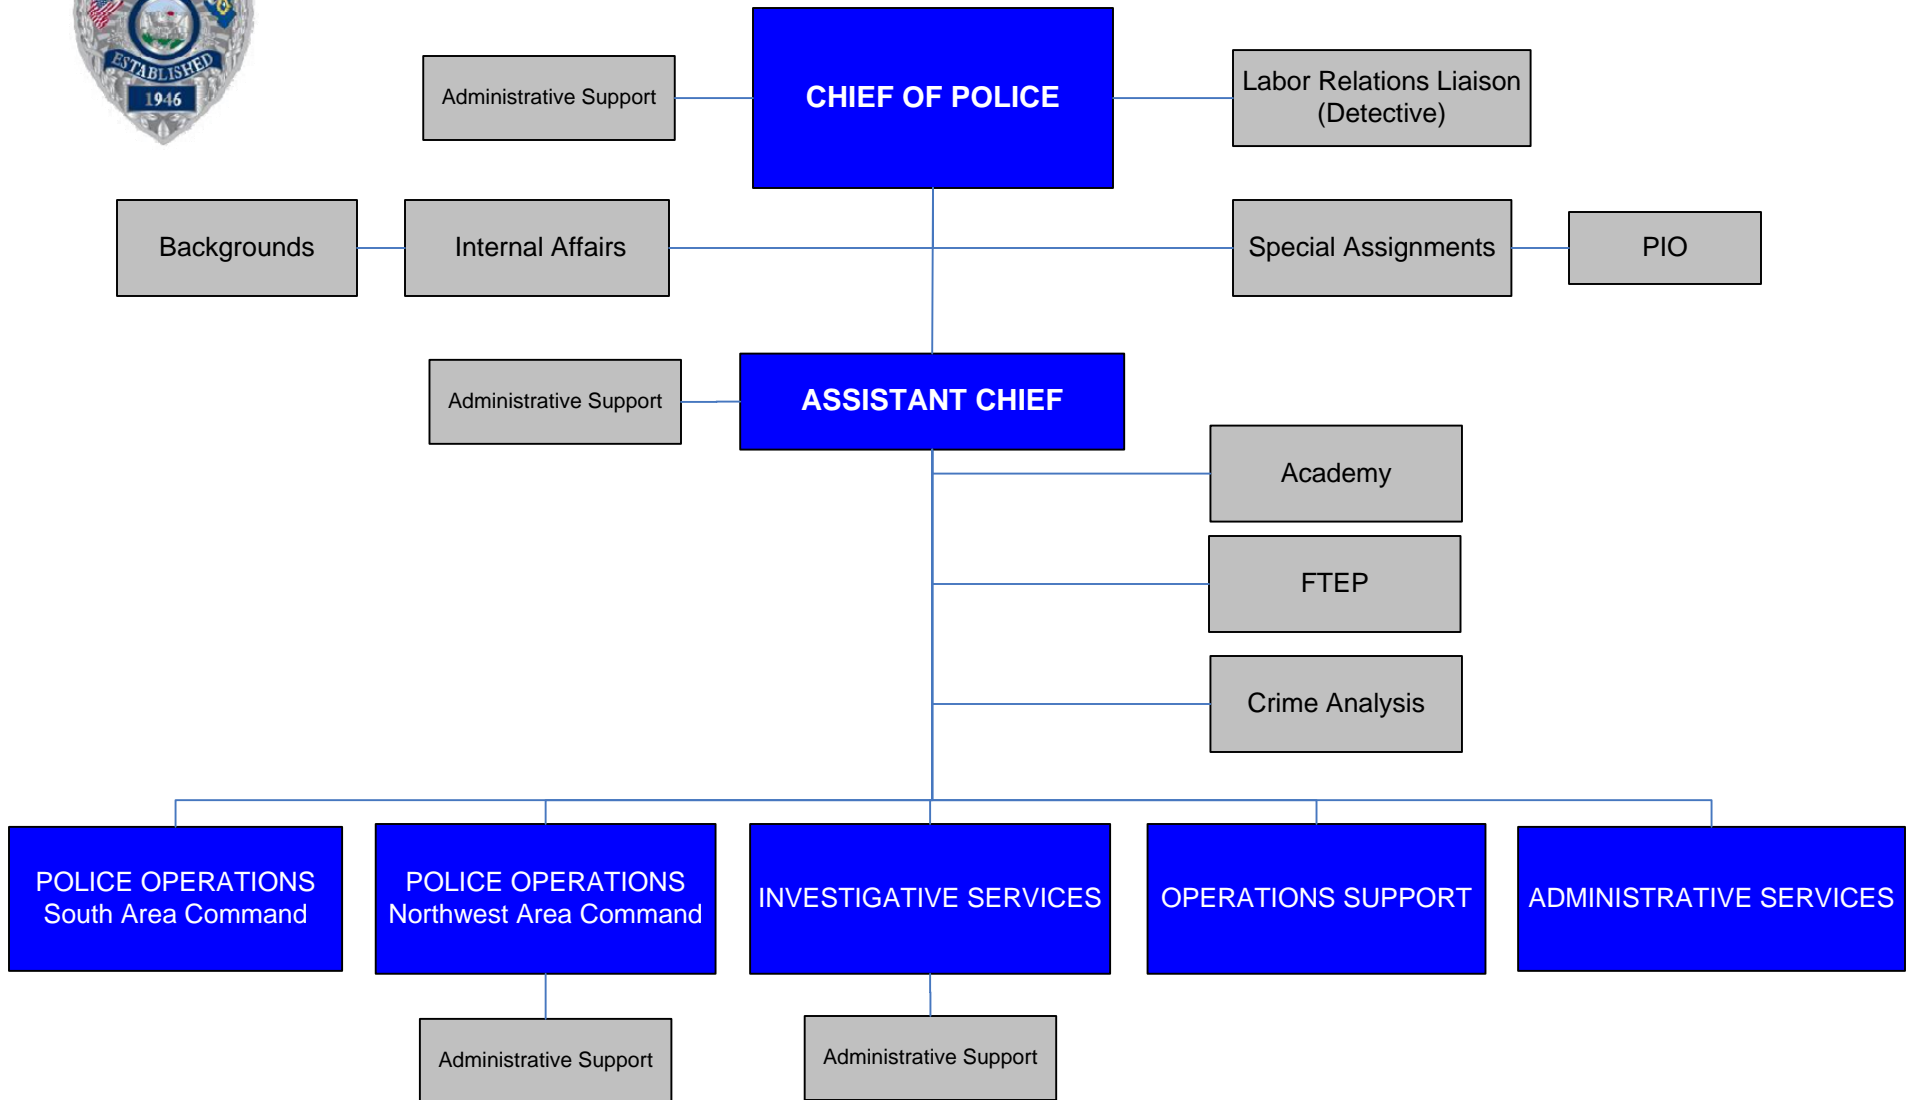 ESTABLISHED
1946
Administrative Support
CHIEF OF POLICE
Labor Relations Liaison
(Detective)
Backgrounds
Internal Affairs
Special Assignments
PIO
Administrative Support
ASSISTANT CHIEF
Academy
FTEP
Crime Analysis
POLICE OPERATIONS
South Area Command
POLICE OPERATIONS
Northwest Area Command
INVESTIGATIVE SERVICES
OPERATIONS SUPPORT
ADMINISTRATIVE SERVICES
Administrative Support
Administrative Support